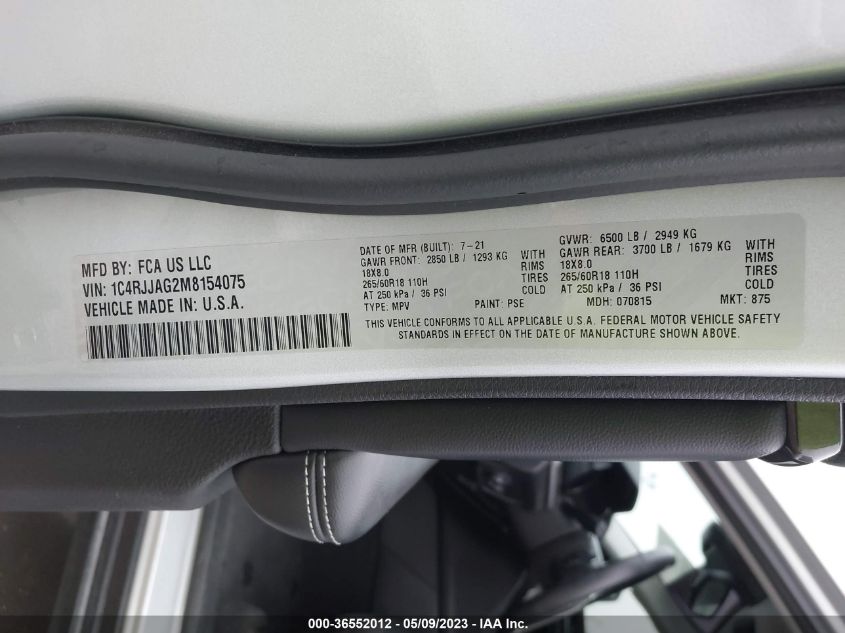 MFD BY: FCA US LLC
VIN: 1C4RJJAG2M8154075
VEHICLE MADE IN: U.S.A.
DATE OF MFR (BUILT): 7-21
GAWR FRONT: 2850 LB / 1293 KG WITH
18X8.0 RIMS
265/60R18 110H TIRES
AT 250 kPa / 36 PSI COLD
TYPE: MPV PAINT: PSE
GVWR: 6500 LB / 2949 KG
GAWR REAR: 3700 LB / 1679 KG WITH
18X8.0 RIMS
265/60R18 110H TIRES
AT 250 kPa / 36 PSI COLD
MDH: 070815 MKT: 875
THIS VEHICLE CONFORMS TO ALL APPLICABLE U.S.A. FEDERAL MOTOR VEHICLE SAFETY
STANDARDS IN EFFECT ON THE DATE OF MANUFACTURE SHOWN ABOVE.
000-36552012 - 05/09/2023 - IAA Inc.